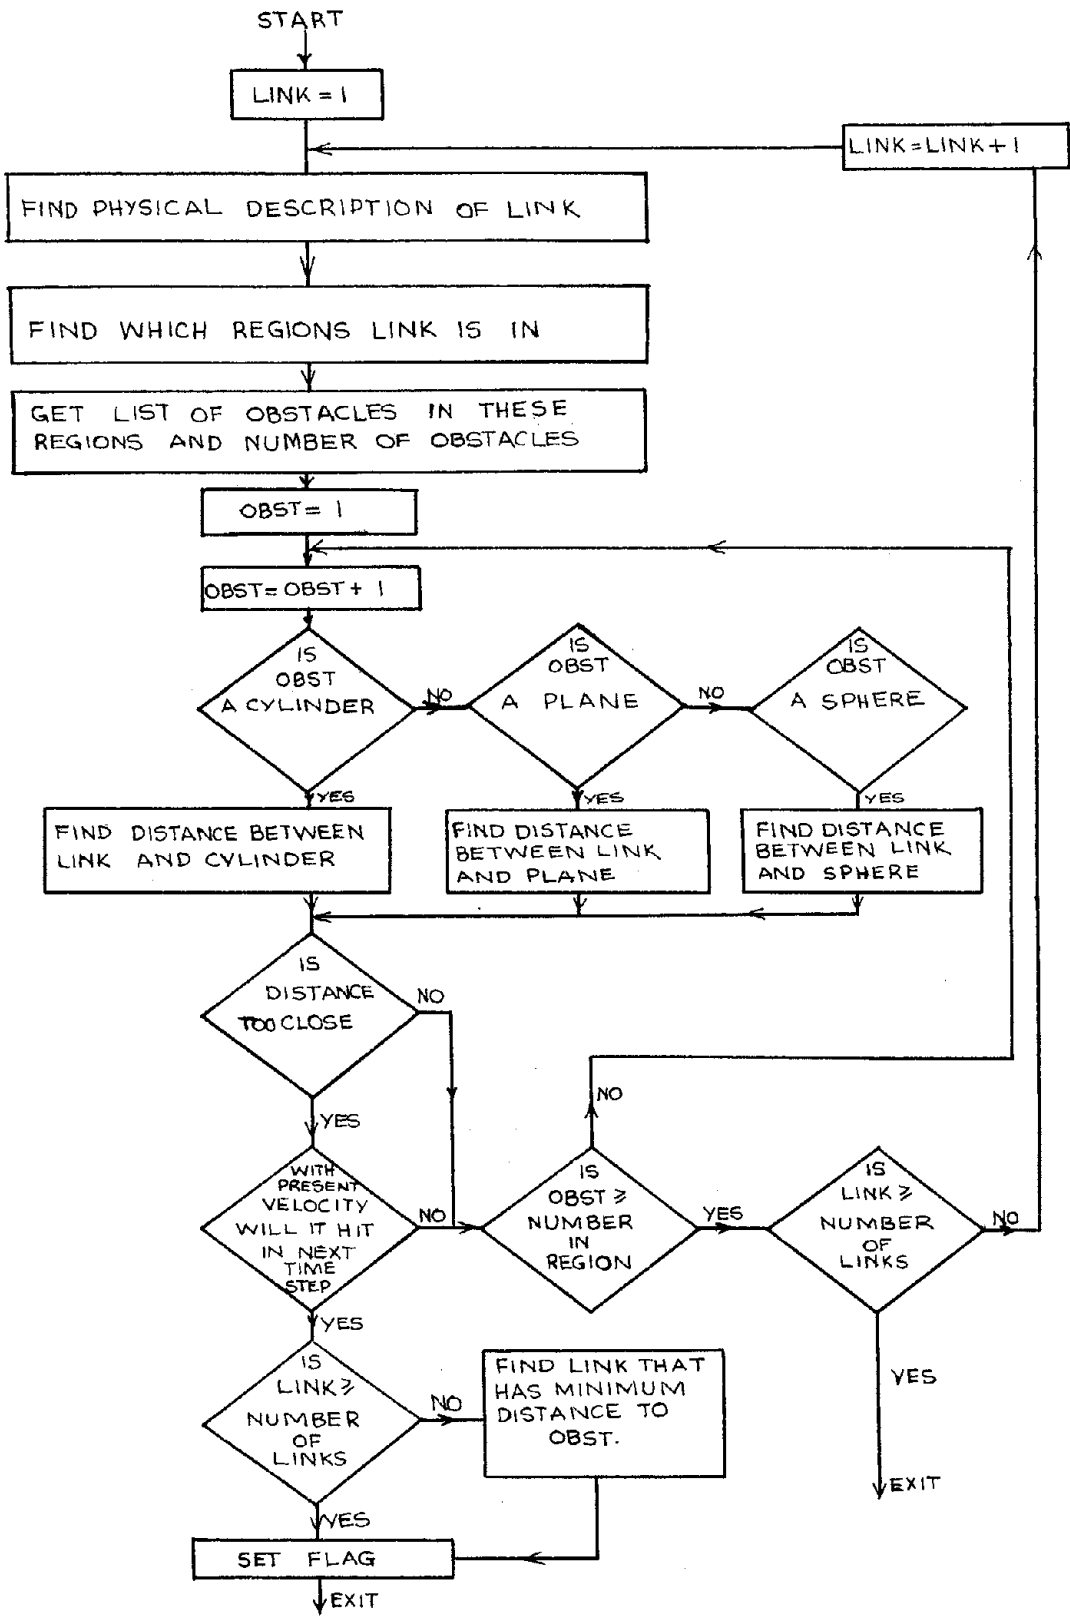 START
LINK = 1
LINK=LINK+1
FIND PHYSICAL DESCRIPTION OF LINK
FIND WHICH REGIONS LINK IS IN
GET LIST OF OBSTACLES IN THESE
REGIONS AND NUMBER OF OBSTACLES
OBST= 1
OBST=OBST+ 1
IS
OBST
A CYLINDER
NO
IS
OBST
A PLANE
NO
IS
OBST
A SPHERE
YES
YES
YES
FIND DISTANCE BETWEEN
LINK AND CYLINDER
FIND DISTANCE
BETWEEN LINK
AND PLANE
FIND DISTANCE
BETWEEN LINK
AND SPHERE
IS
DISTANCE
TOO CLOSE
NO
YES
NO
WITH
PRESENT
VELOCITY
WILL IT HIT
IN NEXT
TIME
STEP
NO
IS
OBST ≥
NUMBER
IN
REGION
YES
IS
LINK ≥
NUMBER
OF
LINKS
NO
YES
YES
EXIT
IS
LINK ≥
NUMBER
OF
LINKS
NO
FIND LINK THAT
HAS MINIMUM
DISTANCE TO
OBST.
YES
SET FLAG
EXIT